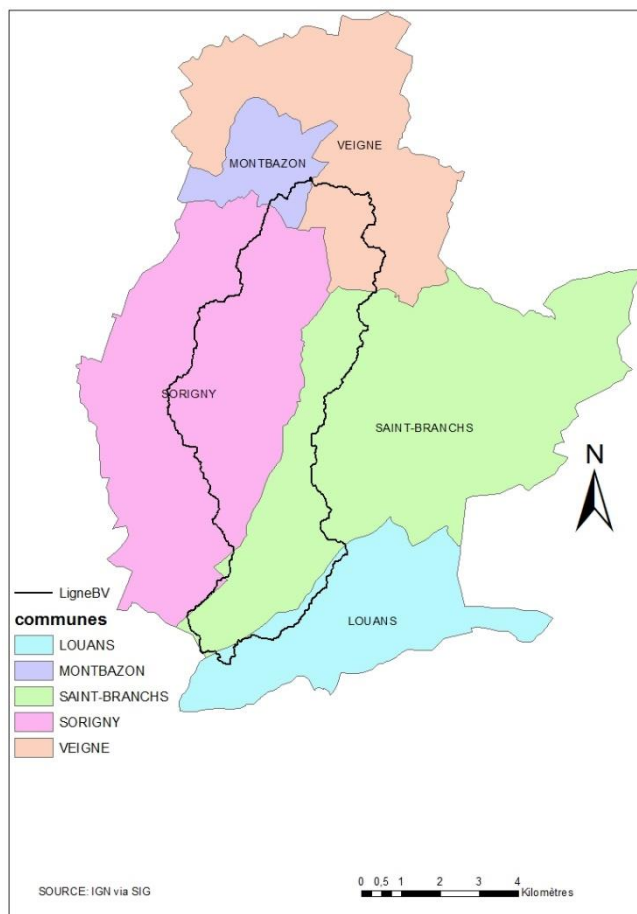 VEIGNE
MONTBAZON
SORIGNY
SAINT-BRANCHS
N
LOUANS
LigneBV
communes
LOUANS
MONTBAZON
SAINT-BRANCHS
SORIGNY
VEIGNE
SOURCE: IGN via SIG
0 0,5 1 2 3 4
Kilomètres